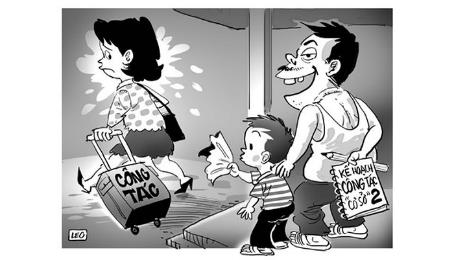 CÔNG
TÁC
KẾ HOẠCH
CÔNG TÁC
"CƠ SỞ" 2
LEO